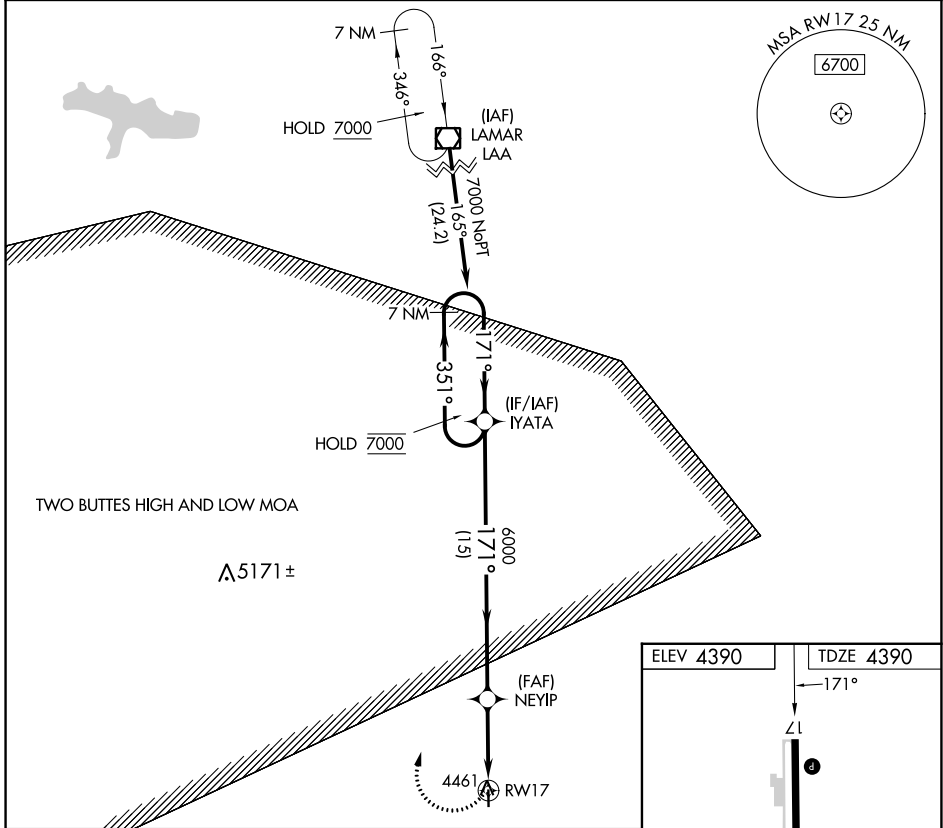 7 NM
166°
346°
HOLD 7000
(IAF)
LAMAR
LAA
MSA RW17 25 NM
6700
7000 NoPT
165°
(24.2)
7 NM
171°
351°
(IF/IAF)
IYATA
HOLD 7000
TWO BUTTES HIGH AND LOW MOA
5171±
6000
171°
(15)
(FAF)
NEYIP
4461
RW17
ELEV 4390
TDZE 4390
171°
17
P